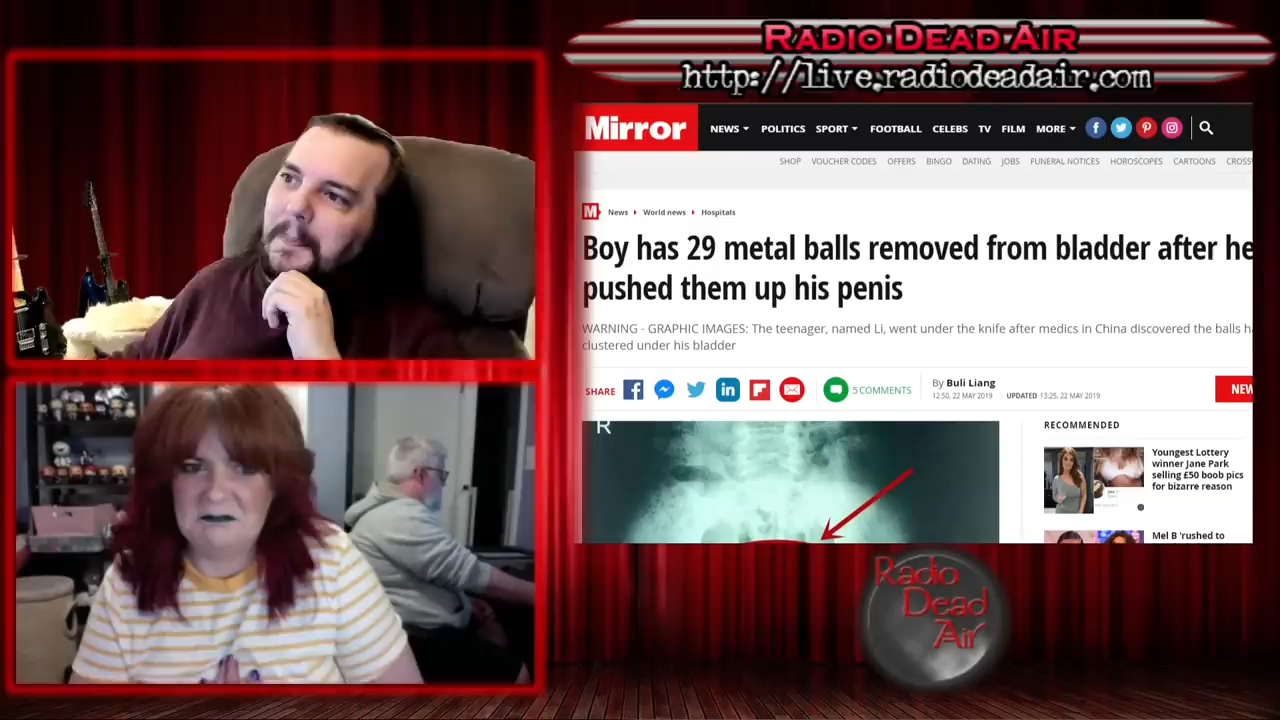 RADIO DEAD AIR
http://live.radiodeadair.com
Mirror
NEWS POLITICS SPORT FOOTBALL CELEBS TV FILM MORE
SHOP VOUCHER CODES OFFERS BINGO DATING JOBS FUNERAL NOTICES HOROSCOPES CARTOONS CROSS
M News World news Hospitals
Boy has 29 metal balls removed from bladder after he
pushed them up his penis
WARNING - GRAPHIC IMAGES: The teenager, named Li, went under the knife after medics in China discovered the balls h
clustered under his bladder
SHARE
5 COMMENTS
By Buli Liang
12:50, 22 MAY 2019 UPDATED 13:25, 22 MAY 2019
NEW
R
RECOMMENDED
Youngest Lottery
winner Jane Park
selling £50 boob pics
for bizarre reason
Mel B 'rushed to
Radio
Dead
Air